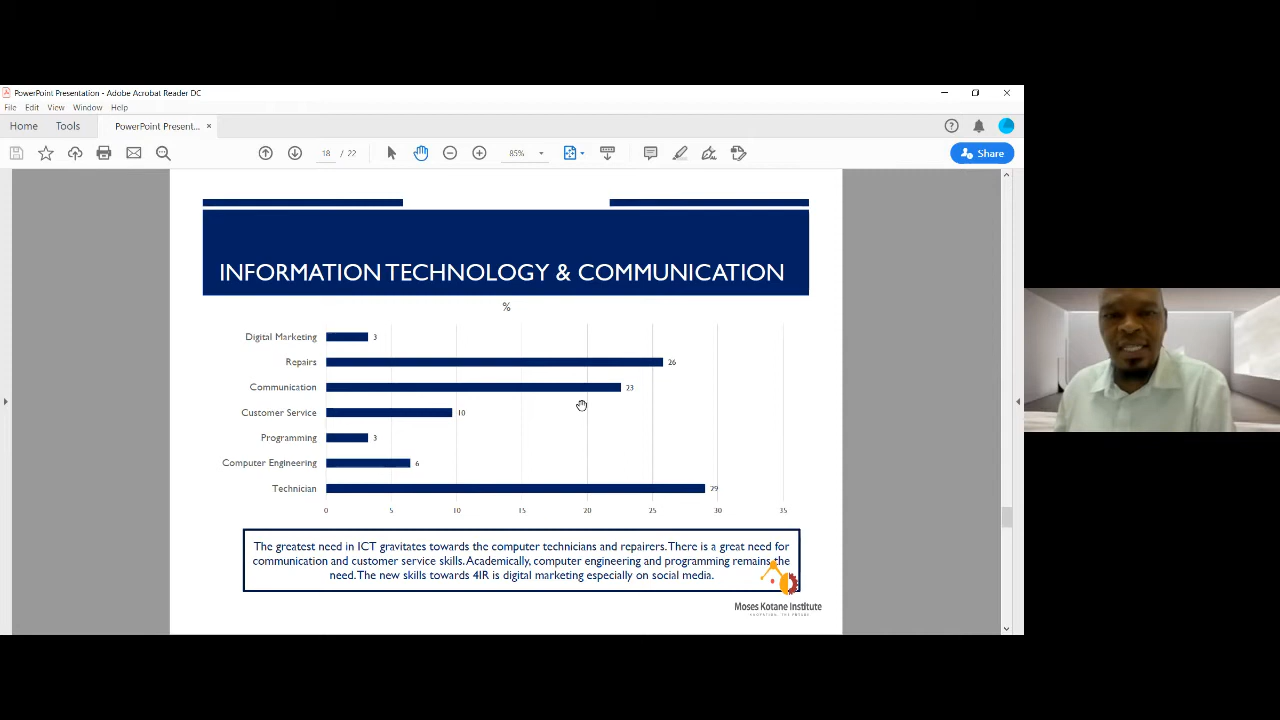 PowerPoint Presentation - Adobe Acrobat Reader DC
File Edit View Window Help
Home Tools PowerPoint Present... ×
18 / 22 85% Share
INFORMATION TECHNOLOGY & COMMUNICATION
%
Digital Marketing 3
Repairs 26
Communication 23
Customer Service 10
Programming 3
Computer Engineering 6
Technician 29
0 5 10 15 20 25 30 35
The greatest need in ICT gravitates towards the computer technicians and repairers. There is a great need for
communication and customer service skills. Academically, computer engineering and programming remains the
need. The new skills towards 4IR is digital marketing especially on social media.
Moses Kotane Institute